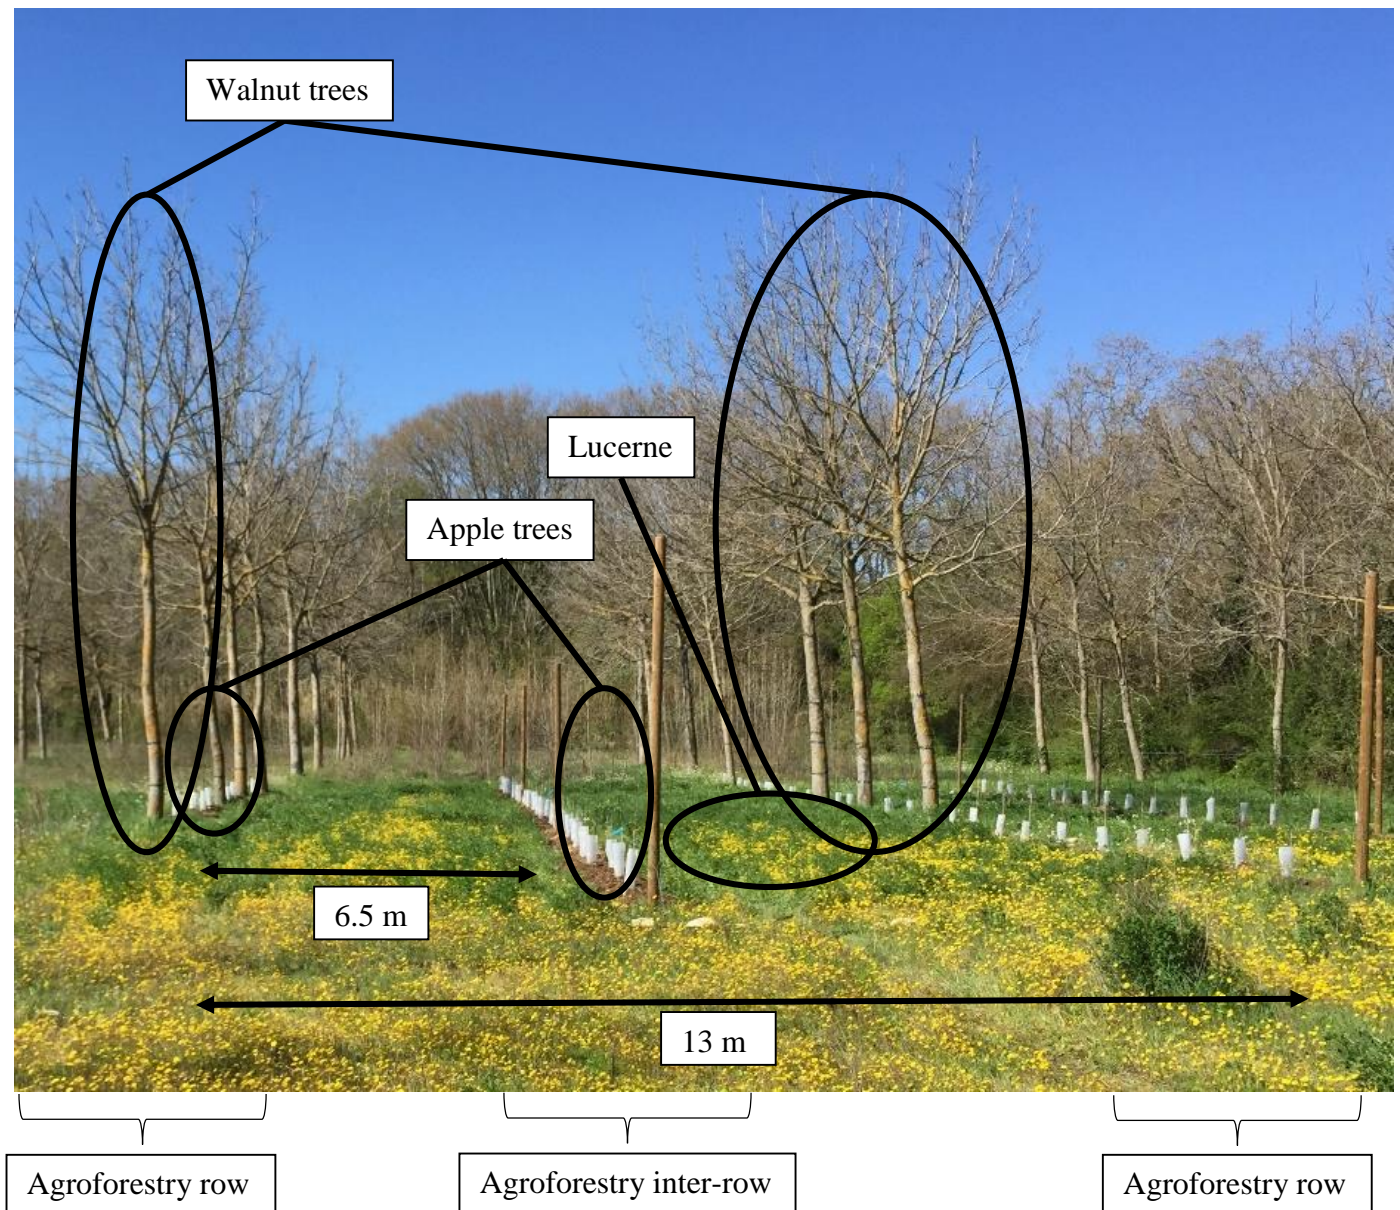 Walnut trees
Lucerne
Apple trees
6.5 m
13 m
Agroforestry row
Agroforestry inter-row
Agroforestry row